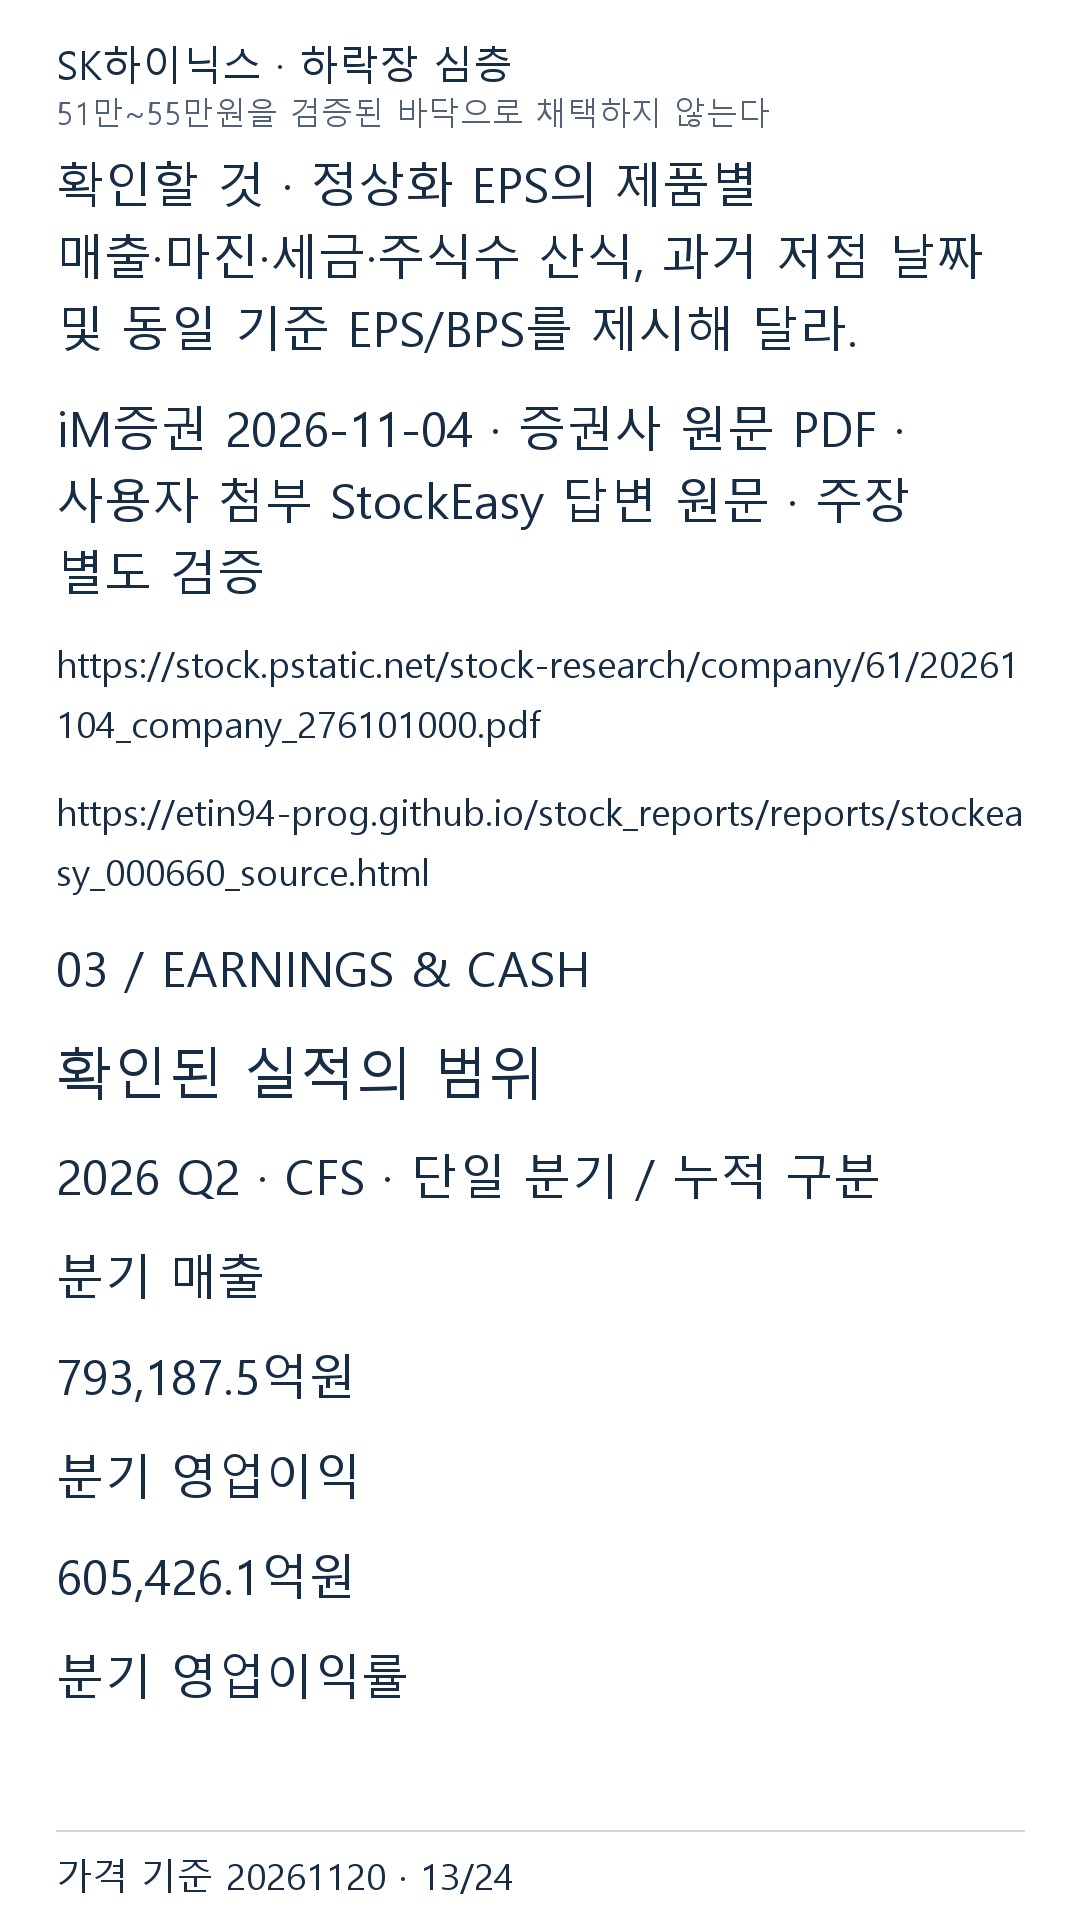 SK하이닉스 · 하락장 심층
51만~55만원을 검증된 바닥으로 채택하지 않는다
확인할 것 · 정상화 EPS의 제품별
매출·마진·세금·주식수 산식, 과거 저점 날짜
및 동일 기준 EPS/BPS를 제시해 달라.
iM증권 2026-11-04 · 증권사 원문 PDF ·
사용자 첨부 StockEasy 답변 원문 · 주장
별도 검증
https://stock.pstatic.net/stock-research/company/61/20261
104_company_276101000.pdf
https://etin94-prog.github.io/stock_reports/reports/stockea
sy_000660_source.html
03 / EARNINGS & CASH
확인된 실적의 범위
2026 Q2 · CFS · 단일 분기 / 누적 구분
분기 매출
793,187.5억원
분기 영업이익
605,426.1억원
분기 영업이익률
가격 기준 20261120 · 13/24